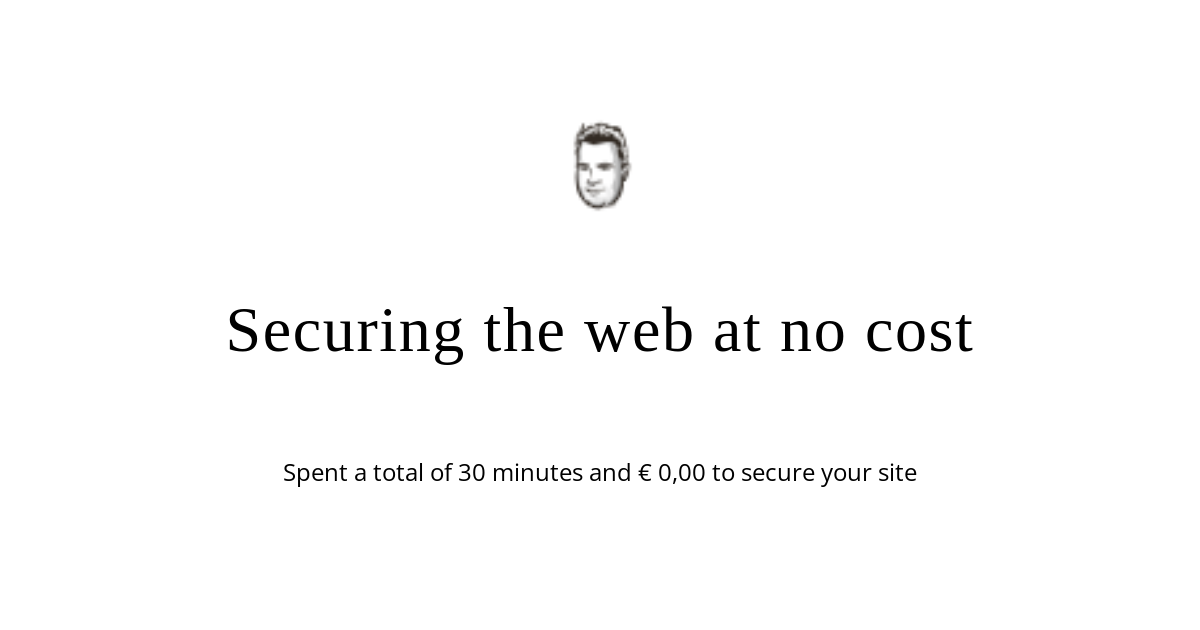 Securing the web at no cost
Spent a total of 30 minutes and € 0,00 to secure your site